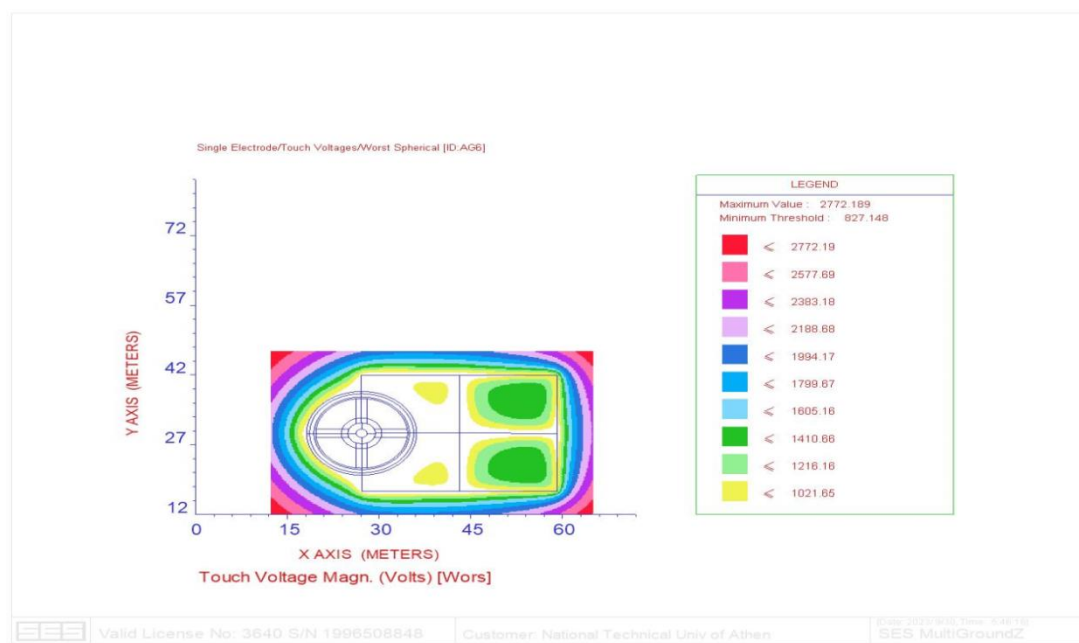 Single Electrode/Touch Voltages/Worst Spherical [ID:AG6]
LEGEND
Maximum Value : 2772.189
Minimum Threshold : 827.148
⩽ 2772.19
⩽ 2577.69
⩽ 2383.18
⩽ 2188.68
⩽ 1994.17
⩽ 1799.67
⩽ 1605.16
⩽ 1410.66
⩽ 1216.16
⩽ 1021.65
72
57
42
27
12
Y AXIS (METERS)
0 15 30 45 60
X AXIS (METERS)
Touch Voltage Magn. (Volts) [Wors]
SES Valid License No: 3640 S/N 1996508848
Customer: National Technical Univ of Athen
SES MultiGroundZ